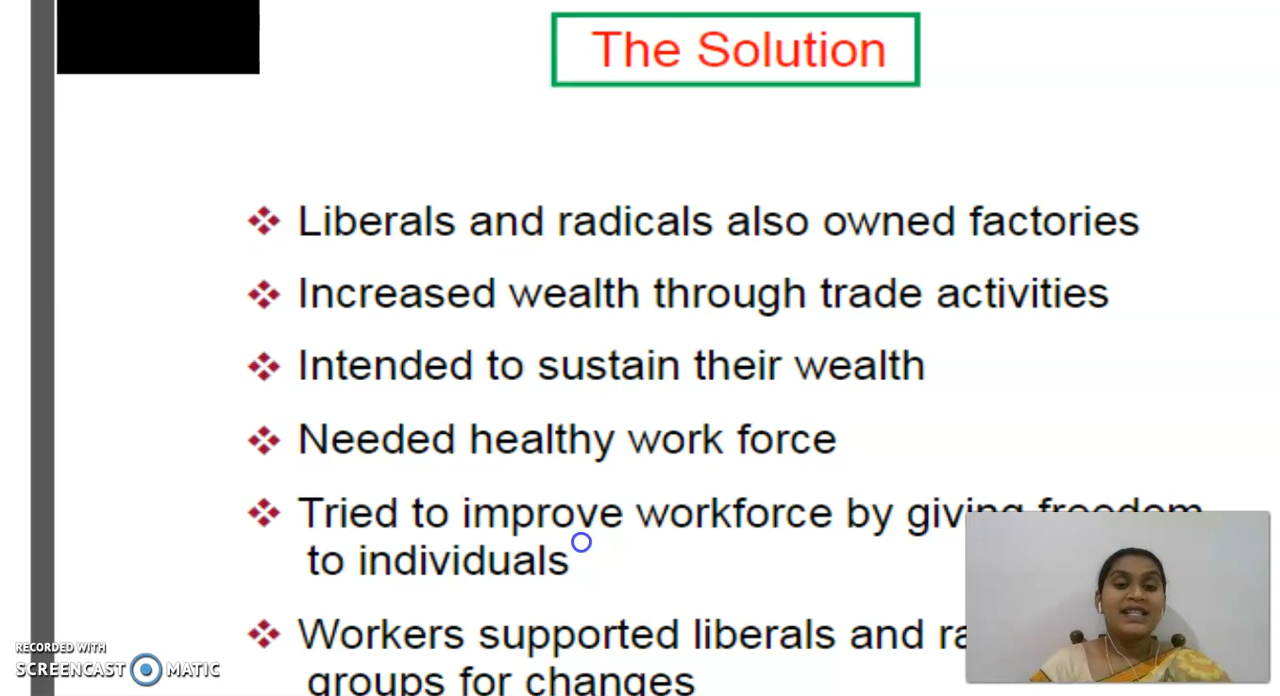 The Solution
Liberals and radicals also owned factories
Increased wealth through trade activities
Intended to sustain their wealth
Needed healthy work force
Tried to improve workforce by giving freedom
to individuals
Workers supported liberals and
groups for changes
RECORDED WITH
SCREENCAST MATIC